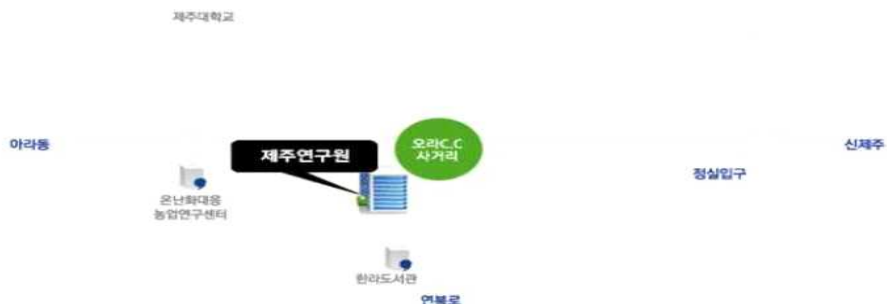 제주대학교
아라동
제주연구원
오라C.C
사거리
신제주
정실입구
온난화대응
농업연구센터
한라도서관
연북로